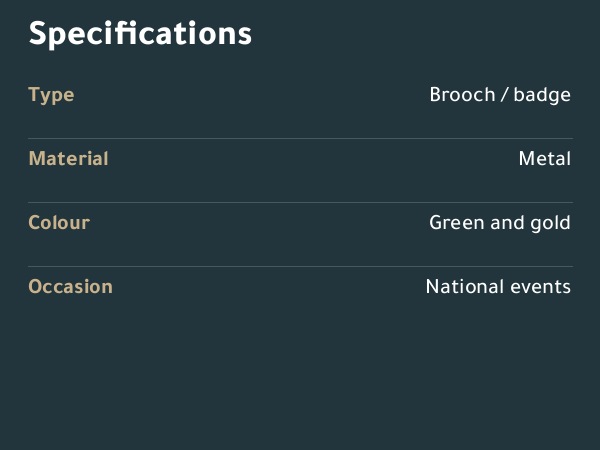 Specifications
Type Brooch / badge
Material Metal
Colour Green and gold
Occasion National events